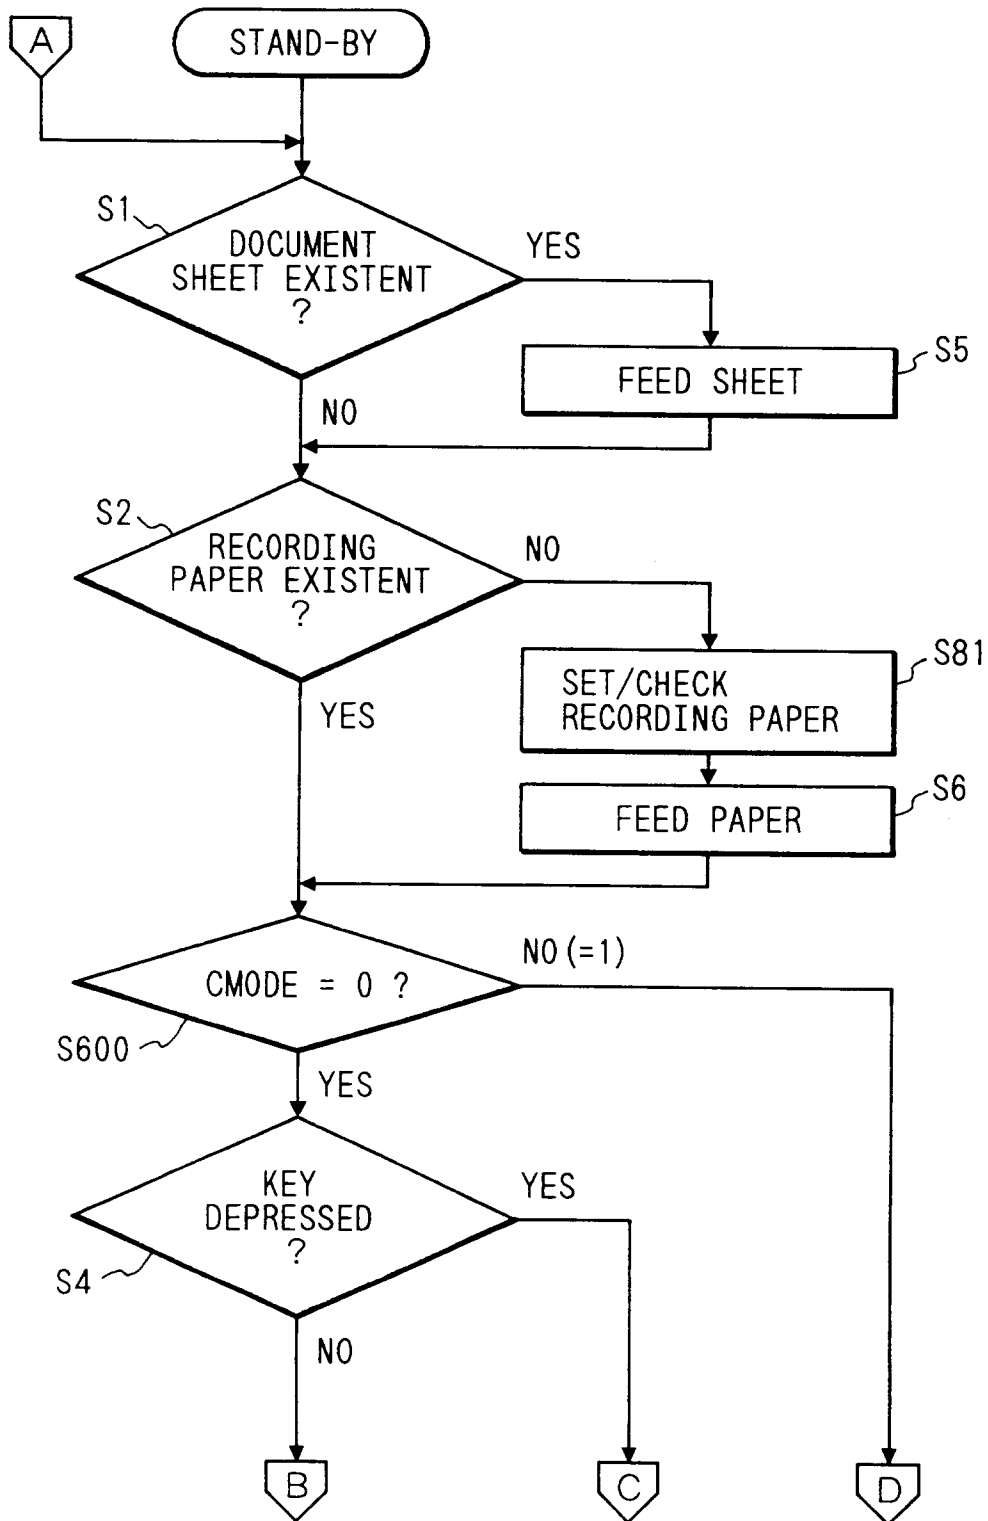 A
STAND-BY
S1
DOCUMENT
SHEET EXISTENT
?
YES
S5
FEED SHEET
NO
S2
RECORDING
PAPER EXISTENT
?
NO
S81
SET/CHECK
RECORDING PAPER
YES
S6
FEED PAPER
CMODE = 0 ?
NO(=1)
S600
YES
KEY
DEPRESSED
?
YES
S4
NO
B
C
D